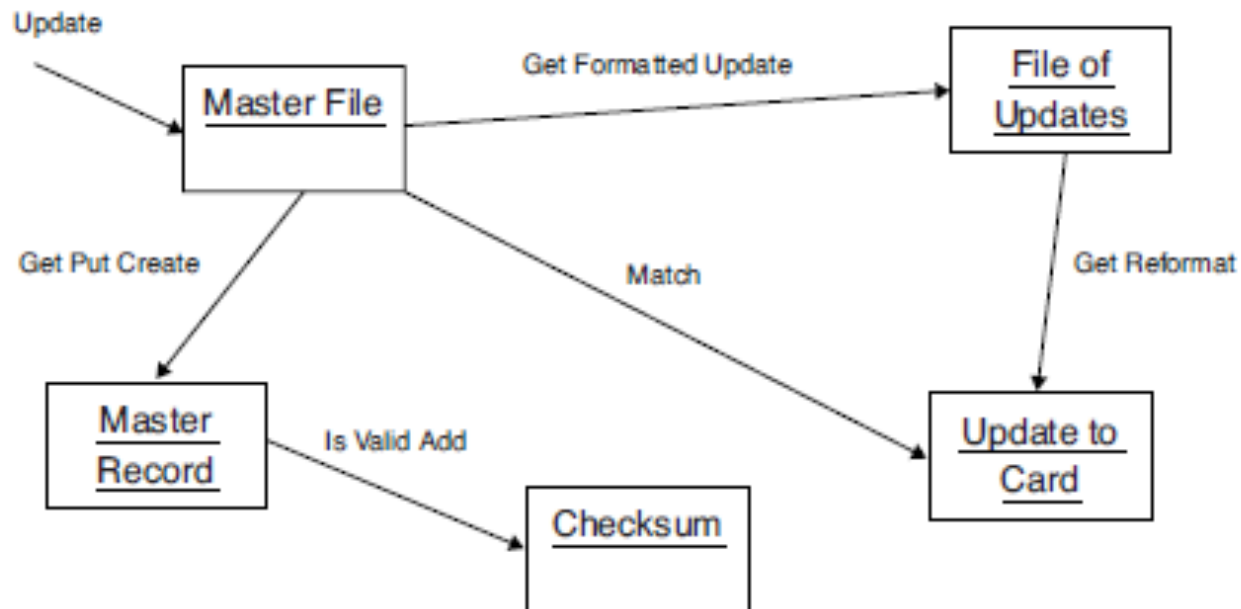 Update
Master File
Get Formatted Update
File of
Updates
Get Put Create
Match
Get Reformat
Master
Record
Is Valid Add
Checksum
Update to
Card